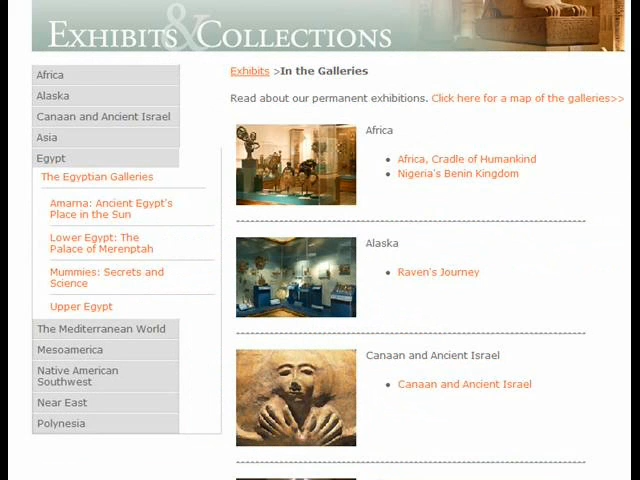 EXHIBITS & COLLECTIONS
Africa
Alaska
Canaan and Ancient Israel
Asia
Egypt
The Egyptian Galleries
Amarna: Ancient Egypt's
Place in the Sun
Lower Egypt: The
Palace of Merenptah
Mummies: Secrets and
Science
Upper Egypt
The Mediterranean World
Mesoamerica
Native American
Southwest
Near East
Polynesia
Exhibits >In the Galleries
Read about our permanent exhibitions. Click here for a map of the galleries>>
Africa
• Africa, Cradle of Humankind
• Nigeria's Benin Kingdom
Alaska
• Raven's Journey
Canaan and Ancient Israel
• Canaan and Ancient Israel